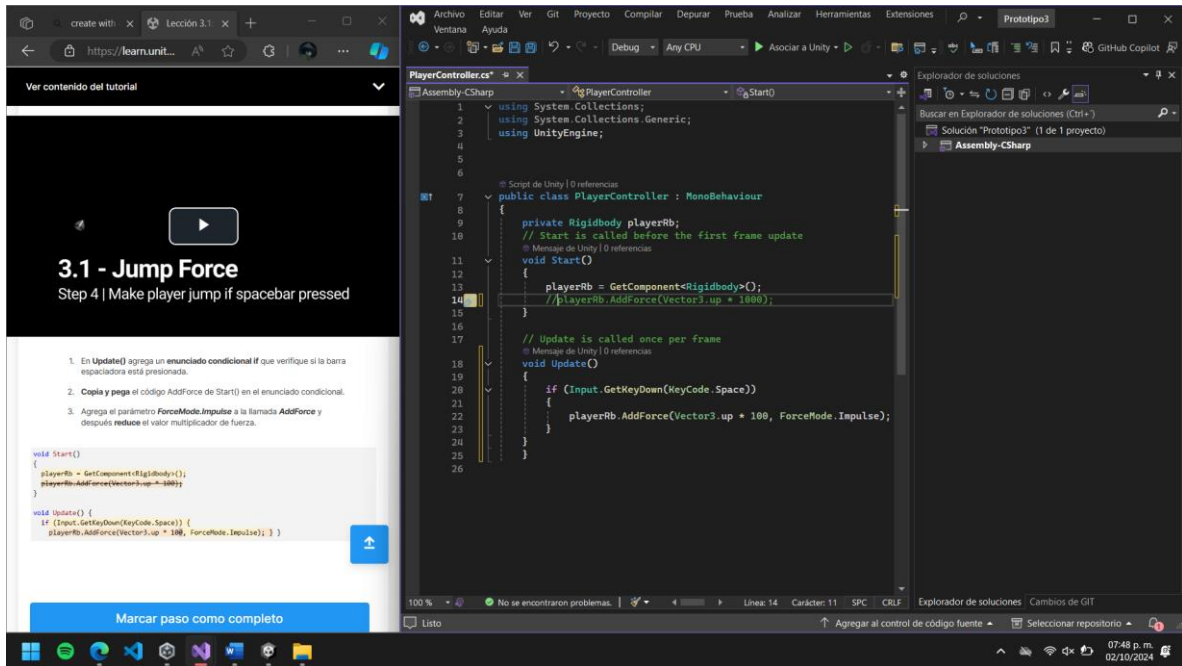 create with
Lección 3.1:
https://learn.unit...
Ver contenido del tutorial
3.1 - Jump Force
Step 4 | Make player jump if spacebar pressed
1. En Update() agrega un enunciado condicional if que verifique si la barra
espaciadora está presionada.
2. Copia y pega el código AddForce de Start() en el enunciado condicional.
3. Agrega el parámetro ForceMode.Impulse a la llamada AddForce y
después reduce el valor multiplicador de fuerza.
void Start()
{
playerRb = GetComponent<Rigidbody>();
playerRb.AddForce(Vector3.up * 100);
}
void Update() {
if (Input.GetKeyDown(KeyCode.Space)) {
playerRb.AddForce(Vector3.up * 100, ForceMode.Impulse); } }
Marcar paso como completo
Archivo Editar Ver Git Proyecto Compilar Depurar Prueba Analizar Herramientas Extensiones
Prototipo3
Ventana Ayuda
Debug Any CPU Asociar a Unity GitHub Copilot
PlayerController.cs*
Assembly-CSharp PlayerController Start()
1 using System.Collections;
2 using System.Collections.Generic;
3 using UnityEngine;
4
5
6
Script de Unity | 0 referencias
7 public class PlayerController : MonoBehaviour
8 {
9 private Rigidbody playerRb;
10 // Start is called before the first frame update
Mensaje de Unity | 0 referencias
11 void Start()
12 {
13 playerRb = GetComponent<Rigidbody>();
14 //playerRb.AddForce(Vector3.up * 1000);
15 }
16
17 // Update is called once per frame
Mensaje de Unity | 0 referencias
18 void Update()
19 {
20 if (Input.GetKeyDown(KeyCode.Space))
21 {
22 playerRb.AddForce(Vector3.up * 100, ForceMode.Impulse);
23 }
24 }
25 }
26
100 % No se encontraron problemas. Línea: 14 Carácter: 11 SPC CRLF
Explorador de soluciones
Buscar en Explorador de soluciones (Ctrl+´)
Solución "Prototipo3" (1 de 1 proyecto)
Assembly-CSharp
Explorador de soluciones Cambios de GIT
Listo
Agregar al control de código fuente Seleccionar repositorio
07:48 p. m.
02/10/2024